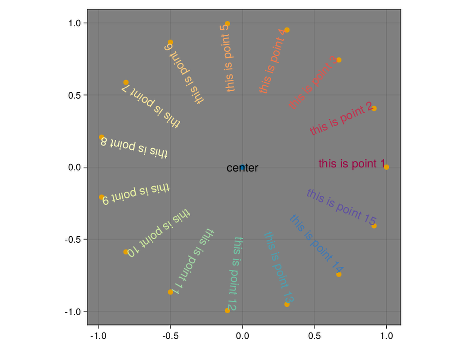 1.0
0.5
0.0
-0.5
-1.0
-1.0
-0.5
0.0
0.5
1.0
center
this is point 1
this is point 2
this is point 3
this is point 4
this is point 5
this is point 6
this is point 7
this is point 8
this is point 9
this is point 10
this is point 11
this is point 12
this is point 13
this is point 14
this is point 15